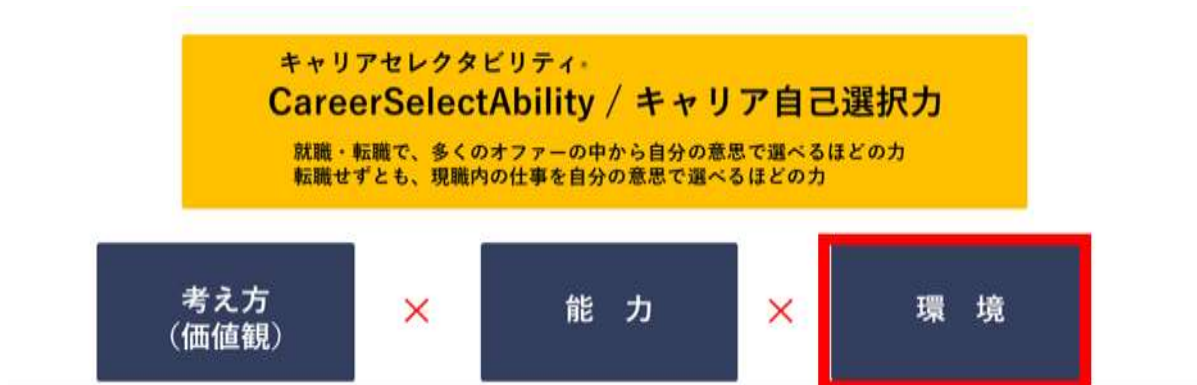 キャリアセレクタビリティ®
CareerSelectAbility / キャリア自己選択力
就職・転職で、多くのオファーの中から自分の意思で選べるほどの力
転職せずとも、現職内の仕事を自分の意思で選べるほどの力
考え方
（価値観）
×
能 力
×
環 境